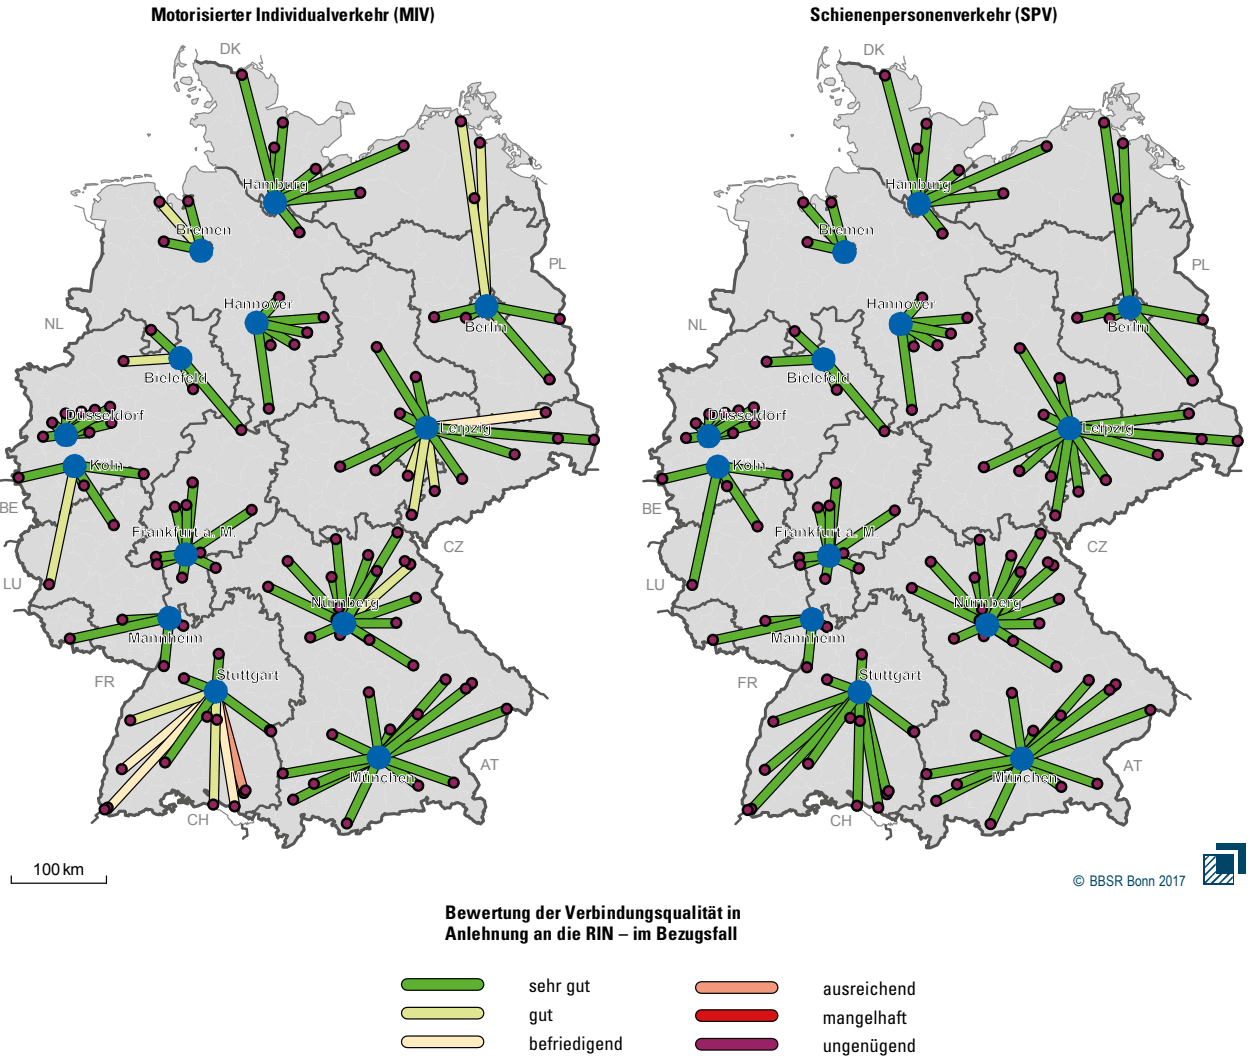 Motorisierter Individualverkehr (MIV)
Schienenpersonenverkehr (SPV)
DK
Hamburg
Bremen
PL
Hannover
NL
Berlin
Bielefeld
Düsseldorf
Leipzig
Köln
BE
Frankfurt a. M.
CZ
LU
Nürnberg
Mannheim
FR
Stuttgart
AT
München
CH
DK
Hamburg
Bremen
PL
Hannover
NL
Berlin
Bielefeld
Düsseldorf
Leipzig
Köln
BE
Frankfurt a. M.
CZ
LU
Nürnberg
Mannheim
FR
Stuttgart
AT
München
CH
100 km
© BBSR Bonn 2017
Bewertung der Verbindungsqualität in
Anlehnung an die RIN – im Bezugsfall
sehr gut
gut
befriedigend
ausreichend
mangelhaft
ungenügend